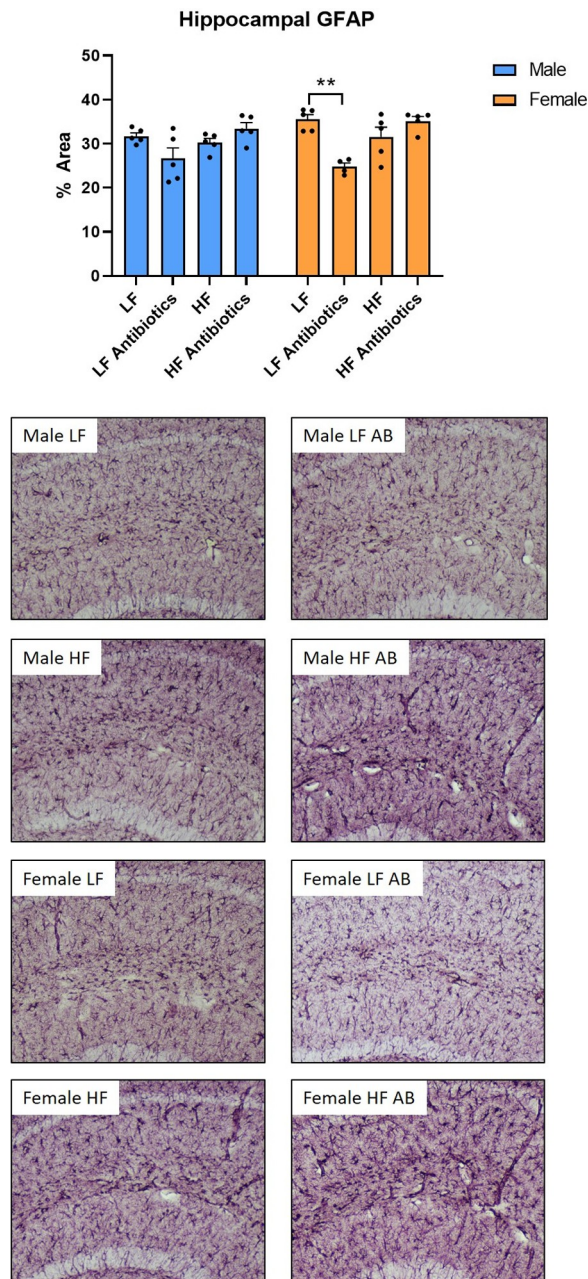 Hippocampal GFAP
% Area
50
40
30
20
10
0
**
Male
Female
LF
LF Antibiotics
HF
HF Antibiotics
LF
LF Antibiotics
HF
HF Antibiotics
Male LF
Male LF AB
Male HF
Male HF AB
Female LF
Female LF AB
Female HF
Female HF AB